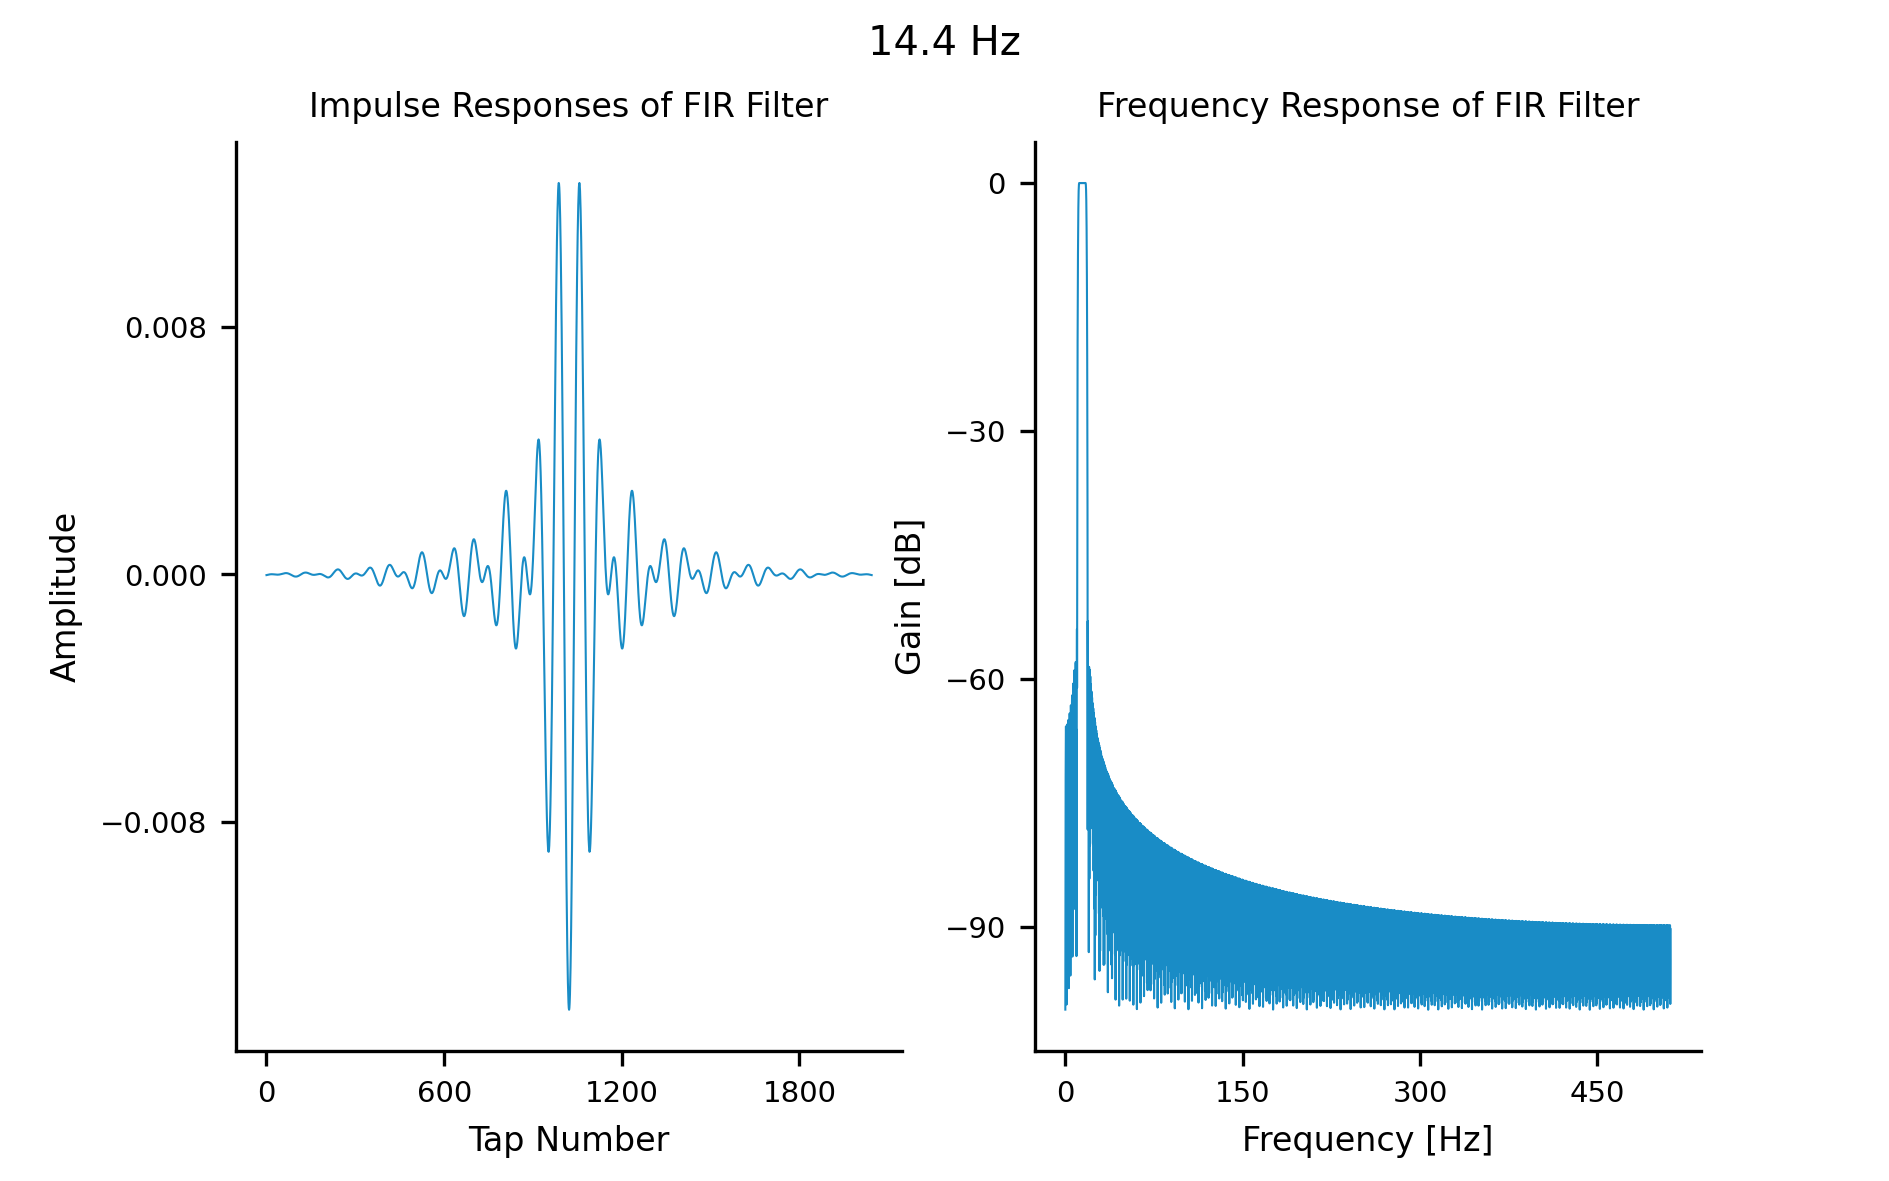 14.4 Hz
Impulse Responses of FIR Filter
Amplitude
0.008
0.000
−0.008
0 600 1200 1800
Tap Number
Frequency Response of FIR Filter
Gain [dB]
0
−30
−60
−90
0 150 300 450
Frequency [Hz]